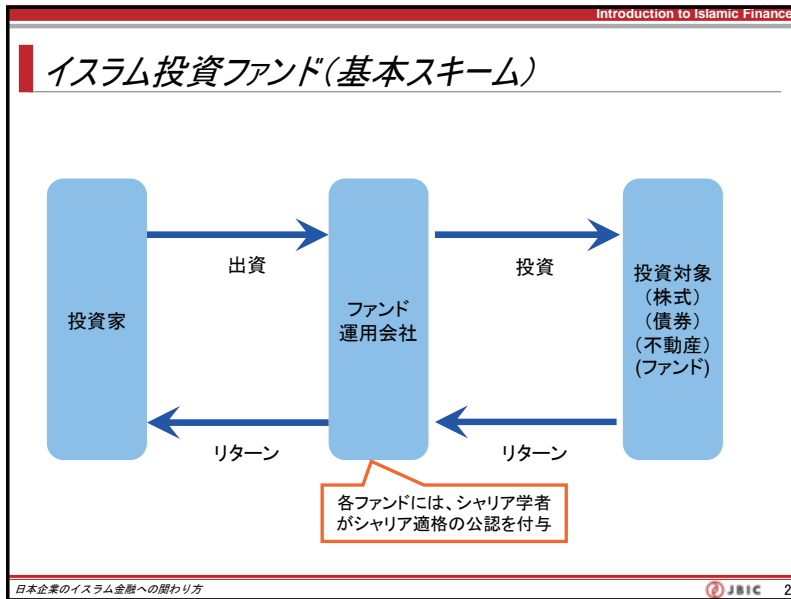 Introduction to Islamic Finance
イスラム投資ファンド(基本スキーム)
投資家
出資
ファンド
運用会社
投資
投資対象
(株式)
(債券)
(不動産)
(ファンド)
リターン
リターン
各ファンドには、シャリア学者
がシャリア適格の公認を付与
日本企業のイスラム金融への関わり方
JBIC
2